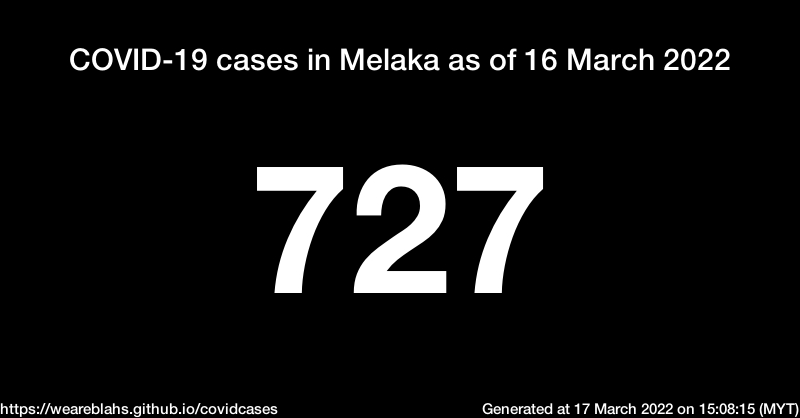 COVID-19 cases in Melaka as of 16 March 2022
727
https://weareblahs.github.io/covidcases
Generated at 17 March 2022 on 15:08:15 (MYT)